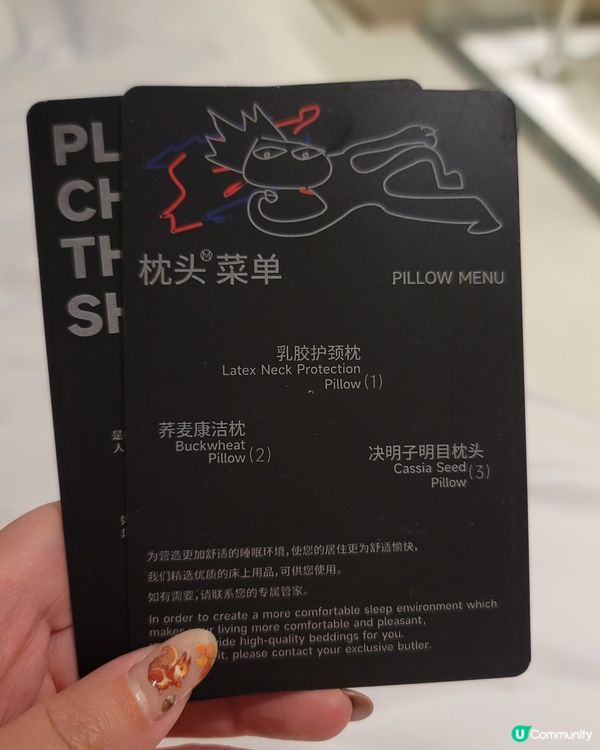 PL
CH
TH
SH
枕头Ⓜ菜单
PILLOW MENU
乳胶护颈枕
Latex Neck Protection
Pillow (1)
荞麦康洁枕
Buckwheat
Pillow (2)
决明子明目枕头
Cassia Seed (3)
Pillow
为营造更加舒适的睡眠环境,使您的居住更为舒适愉快,
我们精选优质的床上用品,可供您使用。
如有需要,请联系您的专属管家。
In order to create a more comfortable sleep environment which
makes living more comfortable and pleasant,
high-quality beddings for you.
please contact your exclusive butler.
是
人
U Community